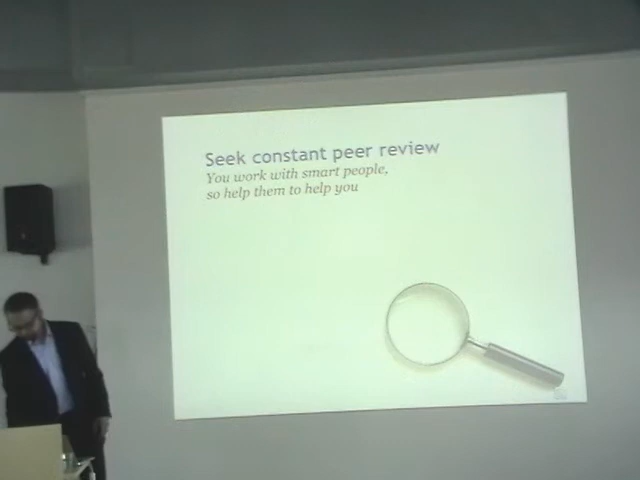 Seek constant peer review
You work with smart people,
so help them to help you